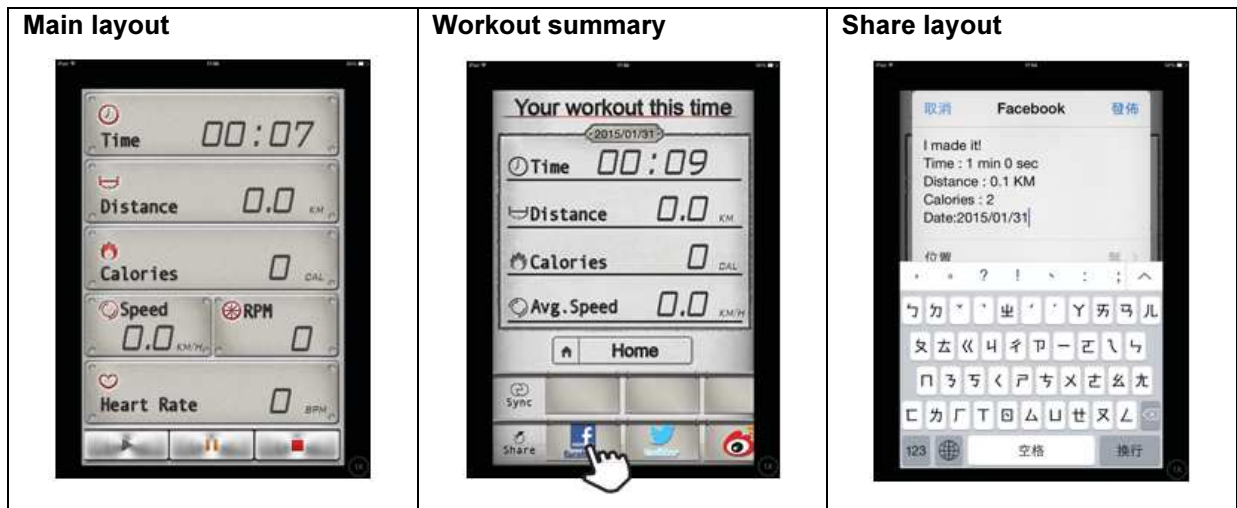 Main layout
Time 00:07
Distance 0.0 KM
Calories 0 CAL
Speed RPM
0.0 KM/H 0
Heart Rate 0 BPM
Workout summary
Your workout this time
2015/01/31
Time 00:09
Distance 0.0 KM
Calories 0 CAL
Avg.Speed 0.0 KM/H
Home
Sync
Share
Share layout
取消 Facebook 發佈
I made it!
Time : 1 min 0 sec
Distance : 0.1 KM
Calories : 2
Date:2015/01/31
位置
， 。 ? ! 、 : ;
ㄅ ㄉ ˇ ˋ ㄓ ˊ ˙ ㄚ ㄞ ㄢ ㄦ
ㄆ ㄊ ㄍ ㄐ ㄔ ㄗ ㄧ ㄛ ㄟ ㄣ
ㄇ ㄋ ㄎ ㄑ ㄕ ㄘ ㄨ ㄜ ㄠ ㄤ
ㄈ ㄌ ㄏ ㄒ ㄖ ㄙ ㄩ ㄝ ㄡ ㄥ
123 空格 換行